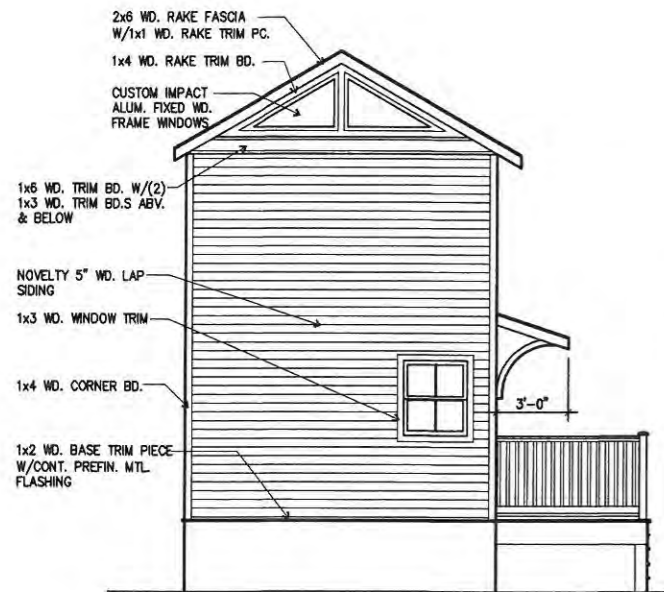 2x6 WD. RAKE FASCIA
W/1x1 WD. RAKE TRIM PC.
1x4 WD. RAKE TRIM BD.
CUSTOM IMPACT
ALUM. FIXED WD.
FRAME WINDOWS
1x6 WD. TRIM BD. W/(2)
1x3 WD. TRIM BD.S ABV.
& BELOW
NOVELTY 5" WD. LAP
SIDING
1x3 WD. WINDOW TRIM
1x4 WD. CORNER BD.
3'-0"
1x2 WD. BASE TRIM PIECE
W/CONT. PREFIN. MTL.
FLASHING